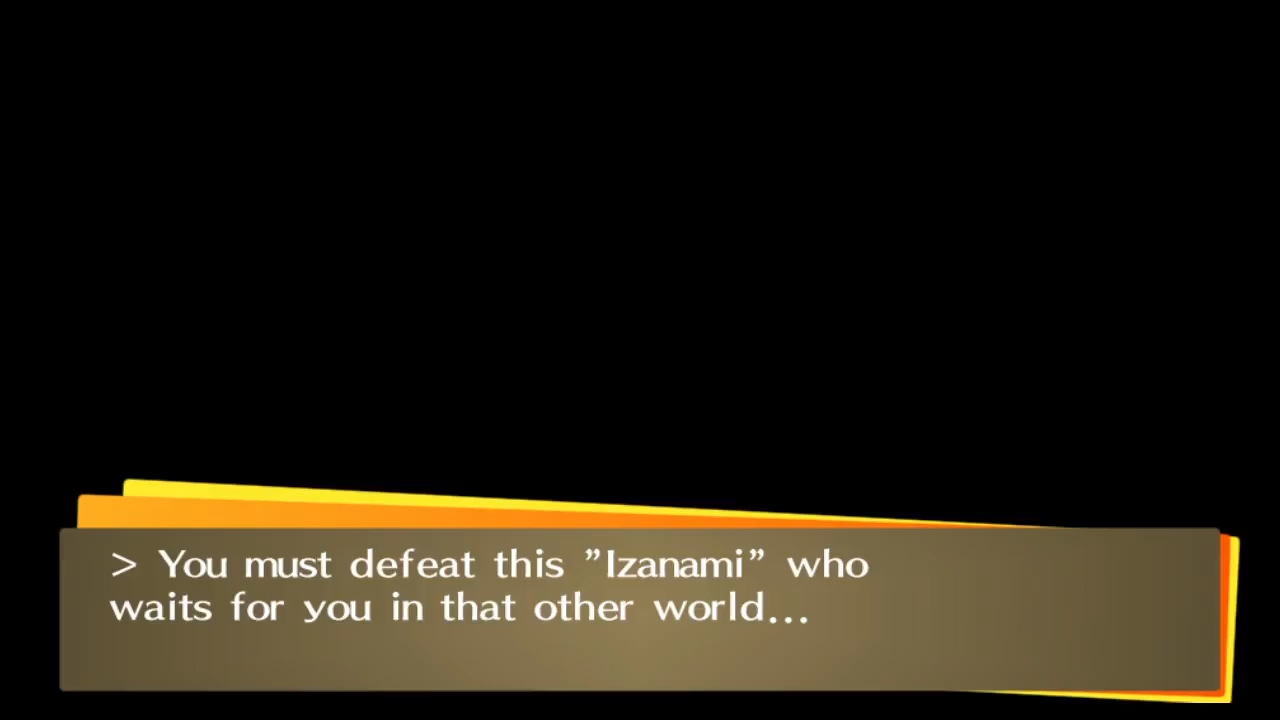 > You must defeat this ”Izanami” who
waits for you in that other world...